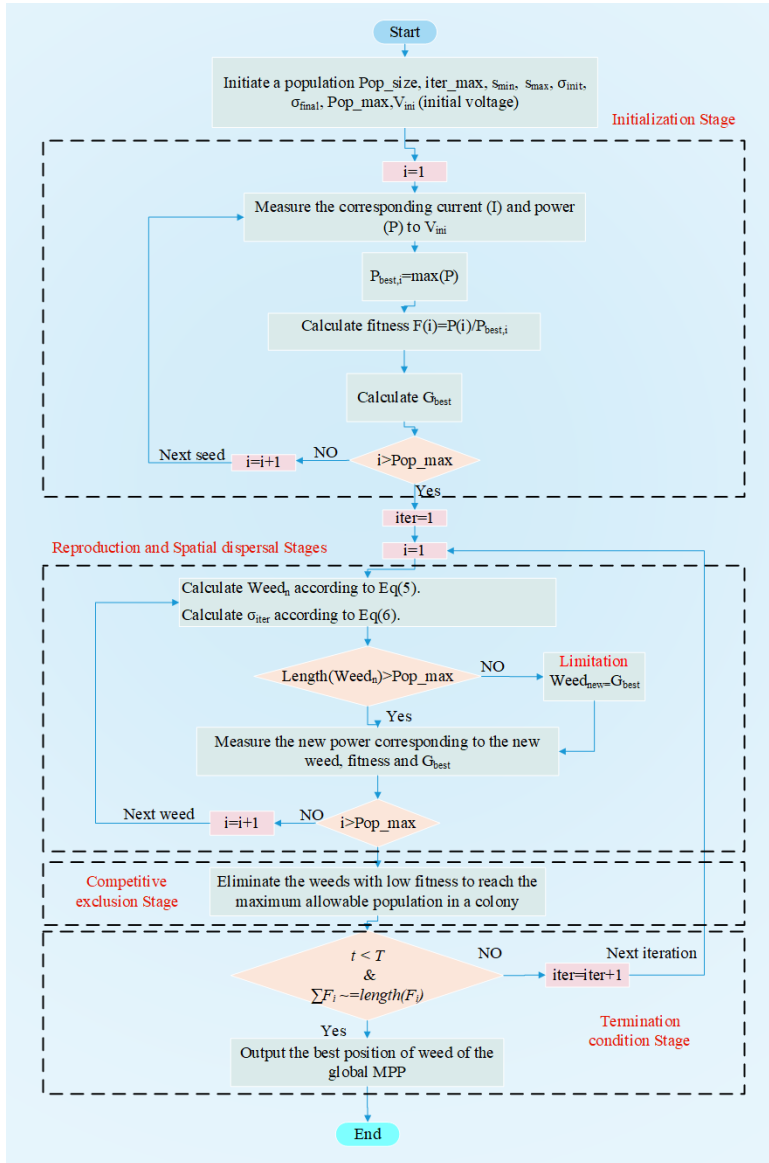 Start
Initiate a population Pop_size, iter_max, smin, smax, σinit,
σfinal, Pop_max,Vini (initial voltage)
Initialization Stage
i=1
Measure the corresponding current (I) and power
(P) to Vini
Pbest,i=max(P)
Calculate fitness F(i)=P(i)/Pbest,i
Calculate Gbest
Next seed
i=i+1
NO
i>Pop_max
Yes
iter=1
Reproduction and Spatial dispersal Stages
i=1
Calculate Weedn according to Eq(5).
Calculate σiter according to Eq(6).
Length(Weedn)>Pop_max
NO
Limitation
Weednew=Gbest
Yes
Measure the new power corresponding to the new
weed, fitness and Gbest
Next weed
i=i+1
NO
i>Pop_max
Competitive
exclusion Stage
Eliminate the weeds with low fitness to reach the
maximum allowable population in a colony
t < T
&
∑Fi ~=length(Fi)
NO
Next iteration
iter=iter+1
Yes
Termination
condition Stage
Output the best position of weed of the
global MPP
End